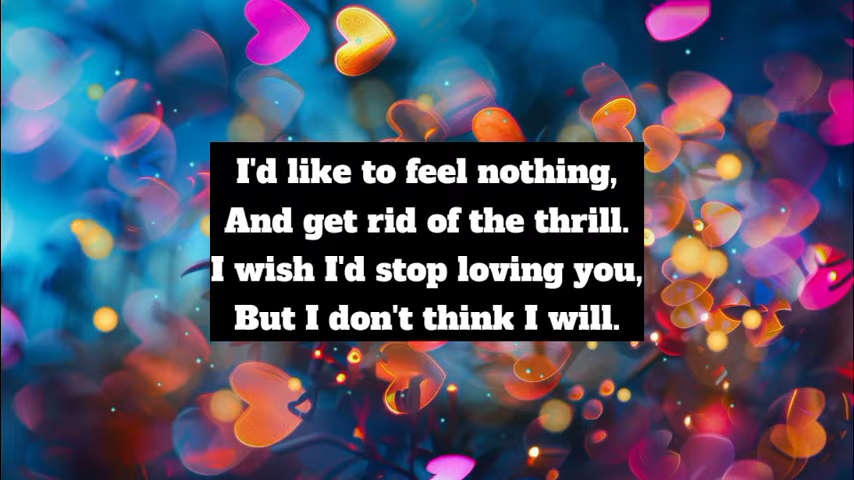 I'd like to feel nothing,
And get rid of the thrill.
I wish I'd stop loving you,
But I don't think I will.